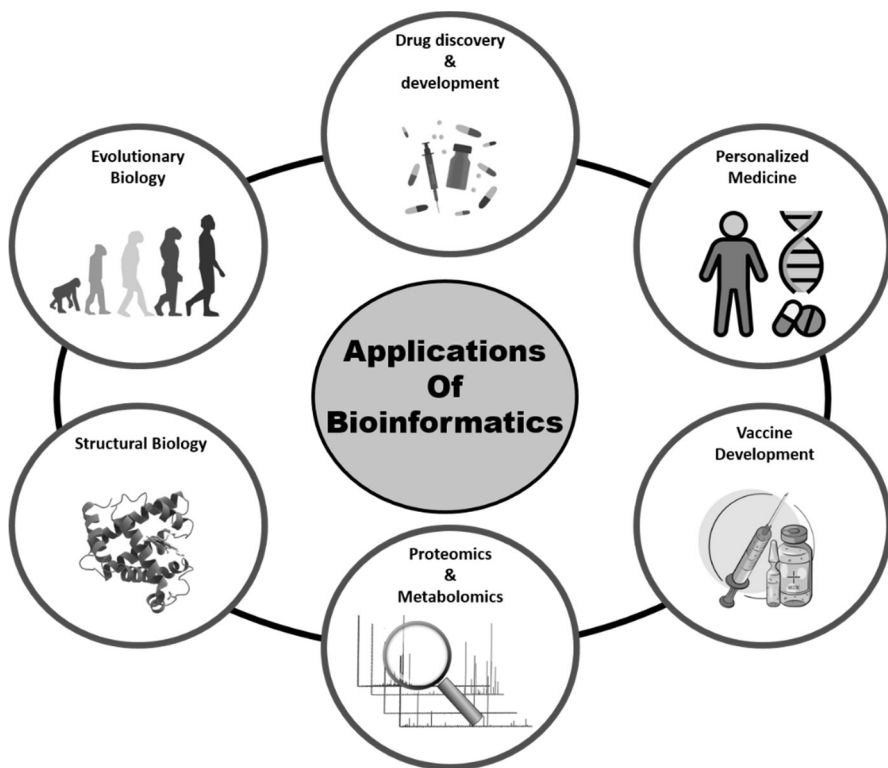 Drug discovery
&
development
Evolutionary
Biology
Personalized
Medicine
Applications
Of
Bioinformatics
Structural Biology
Vaccine
Development
Proteomics
&
Metabolomics